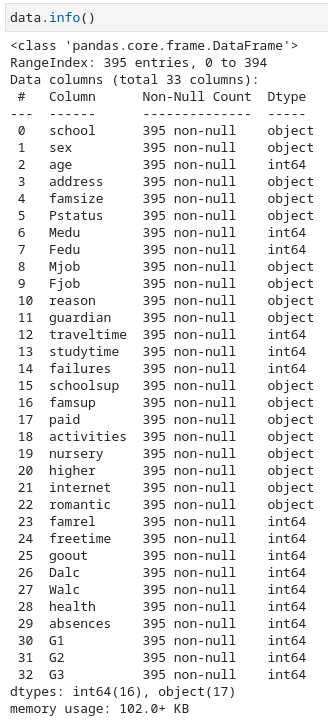 data.info()
<class 'pandas.core.frame.DataFrame'>
RangeIndex: 395 entries, 0 to 394
Data columns (total 33 columns):
 #   Column      Non-Null Count  Dtype
---  ------      --------------  -----
 0   school      395 non-null    object
 1   sex         395 non-null    object
 2   age         395 non-null    int64
 3   address     395 non-null    object
 4   famsize     395 non-null    object
 5   Pstatus     395 non-null    object
 6   Medu        395 non-null    int64
 7   Fedu        395 non-null    int64
 8   Mjob        395 non-null    object
 9   Fjob        395 non-null    object
 10  reason      395 non-null    object
 11  guardian    395 non-null    object
 12  traveltime  395 non-null    int64
 13  studytime   395 non-null    int64
 14  failures    395 non-null    int64
 15  schoolsup   395 non-null    object
 16  famsup      395 non-null    object
 17  paid        395 non-null    object
 18  activities  395 non-null    object
 19  nursery     395 non-null    object
 20  higher      395 non-null    object
 21  internet    395 non-null    object
 22  romantic    395 non-null    object
 23  famrel      395 non-null    int64
 24  freetime    395 non-null    int64
 25  goout       395 non-null    int64
 26  Dalc        395 non-null    int64
 27  Walc        395 non-null    int64
 28  health      395 non-null    int64
 29  absences    395 non-null    int64
 30  G1          395 non-null    int64
 31  G2          395 non-null    int64
 32  G3          395 non-null    int64
dtypes: int64(16), object(17)
memory usage: 102.0+ KB